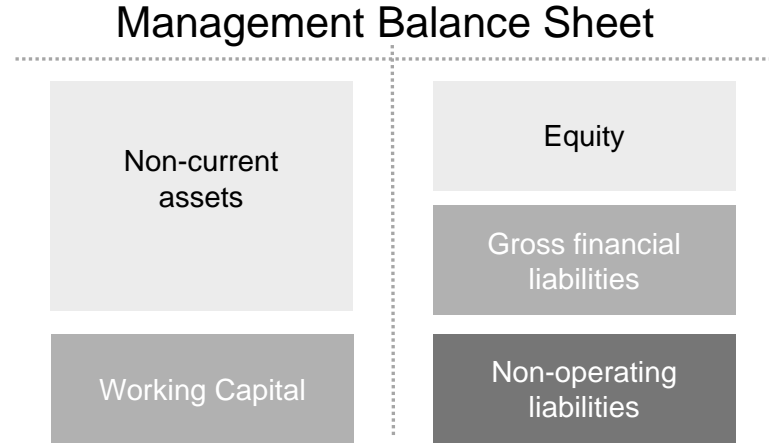 Management Balance Sheet
Non-current
assets
Working Capital
Equity
Gross financial
liabilities
Non-operating
liabilities